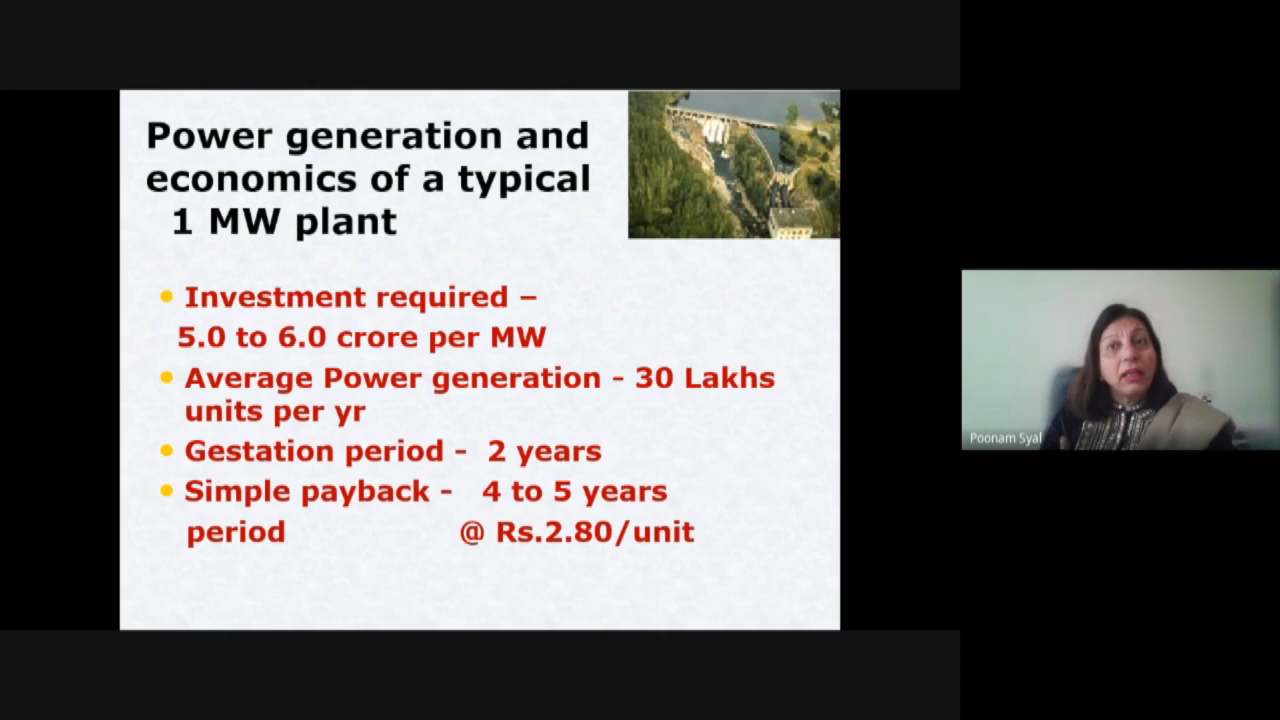 Power generation and
economics of a typical
1 MW plant
Investment required –
5.0 to 6.0 crore per MW
Average Power generation - 30 Lakhs
units per yr
Gestation period - 2 years
Simple payback - 4 to 5 years
period @ Rs.2.80/unit
Poonam Syal